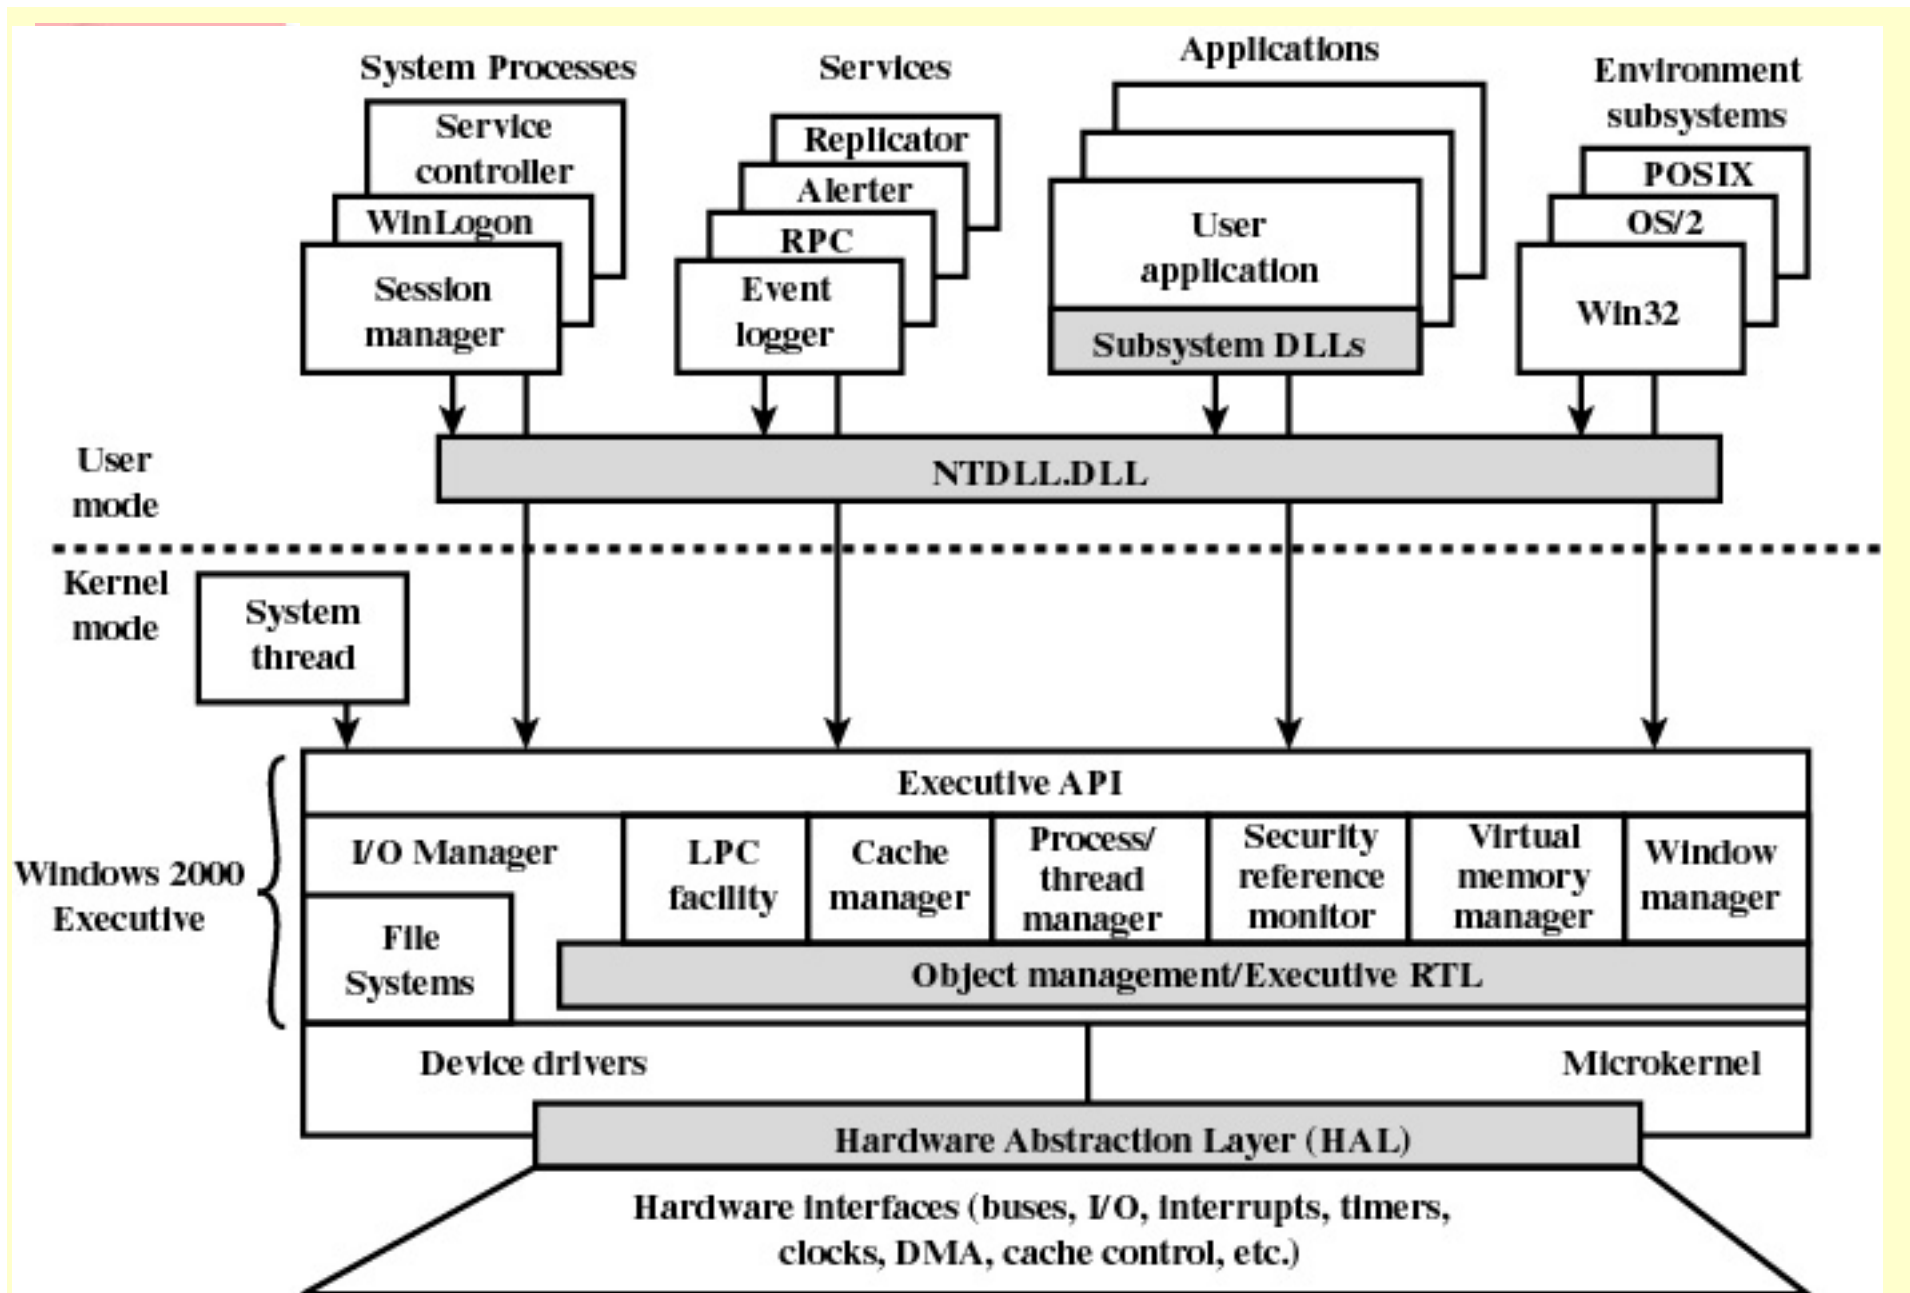 System Processes
Services
Applications
Environment
subsystems
Service
controller
WinLogon
Session
manager
Replicator
Alerter
RPC
Event
logger
User
application
Subsystem DLLs
POSIX
OS/2
Win32
NTDLL.DLL
User
mode
Kernel
mode
System
thread
Executive API
Windows 2000
Executive
I/O Manager
File
Systems
LPC
facility
Cache
manager
Process/
thread
manager
Security
reference
monitor
Virtual
memory
manager
Window
manager
Object management/Executive RTL
Device drivers
Microkernel
Hardware Abstraction Layer (HAL)
Hardware interfaces (buses, I/O, interrupts, timers,
clocks, DMA, cache control, etc.)